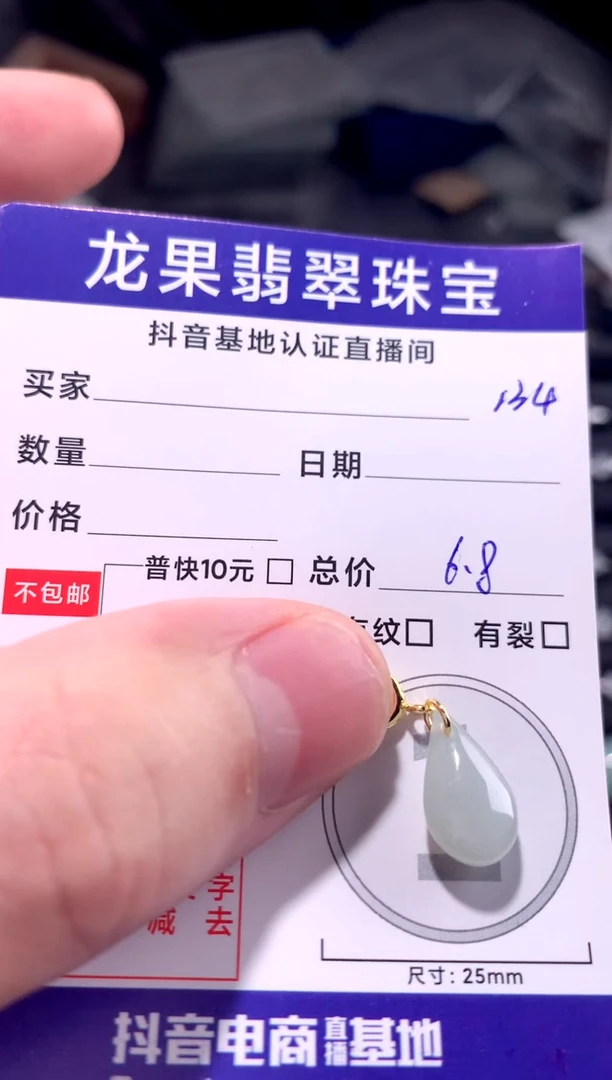 龙果翡翠珠宝
抖音基地认证直播间
买家 134
数量 日期
价格
普快10元 总价 6.8
不包邮
纹 有裂
字
减 去
尺寸:25mm
抖音电商直播基地